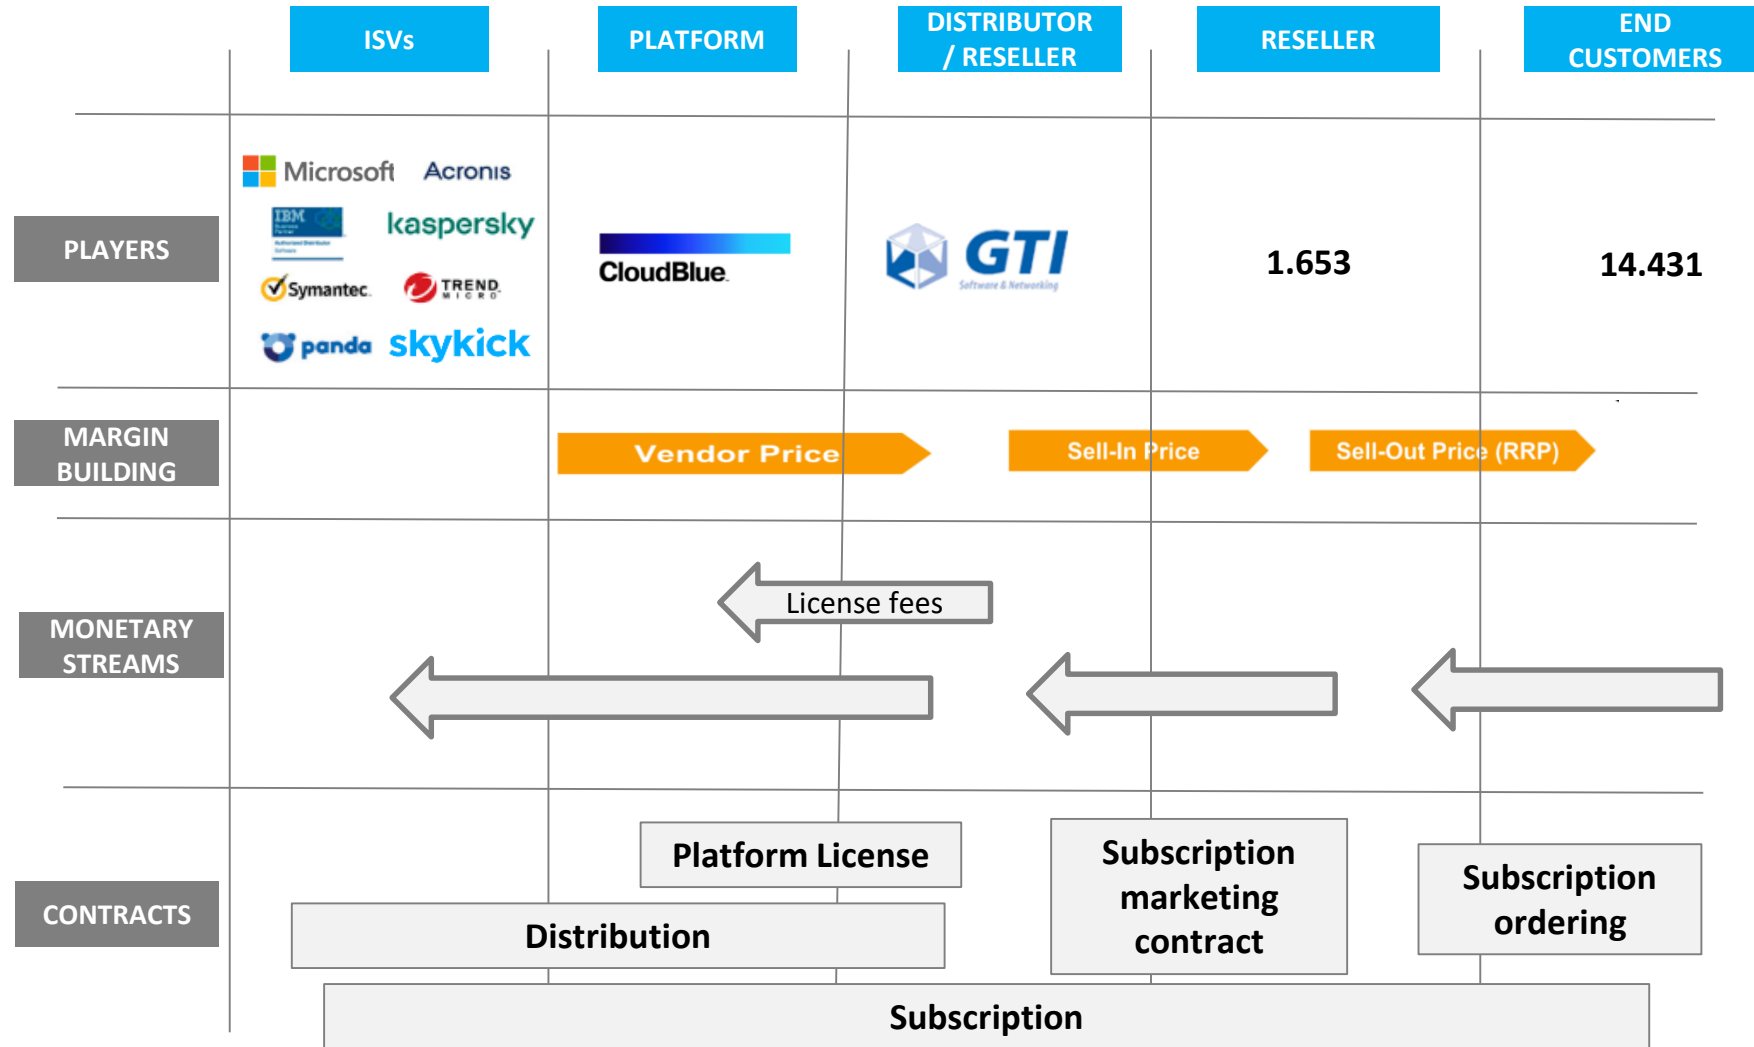 ISVs
PLATFORM
DISTRIBUTOR
/ RESELLER
RESELLER
END
CUSTOMERS
PLAYERS
Microsoft
Acronis
IBM
kaspersky
Symantec.
TREND
MICRO
panda
skykick
CloudBlue.
GTI
Software & Networking
1.653
14.431
MARGIN
BUILDING
Vendor Price
Sell-In Price
Sell-Out Price (RRP)
MONETARY
STREAMS
License fees
CONTRACTS
Platform License
Distribution
Subscription
marketing
contract
Subscription
ordering
Subscription